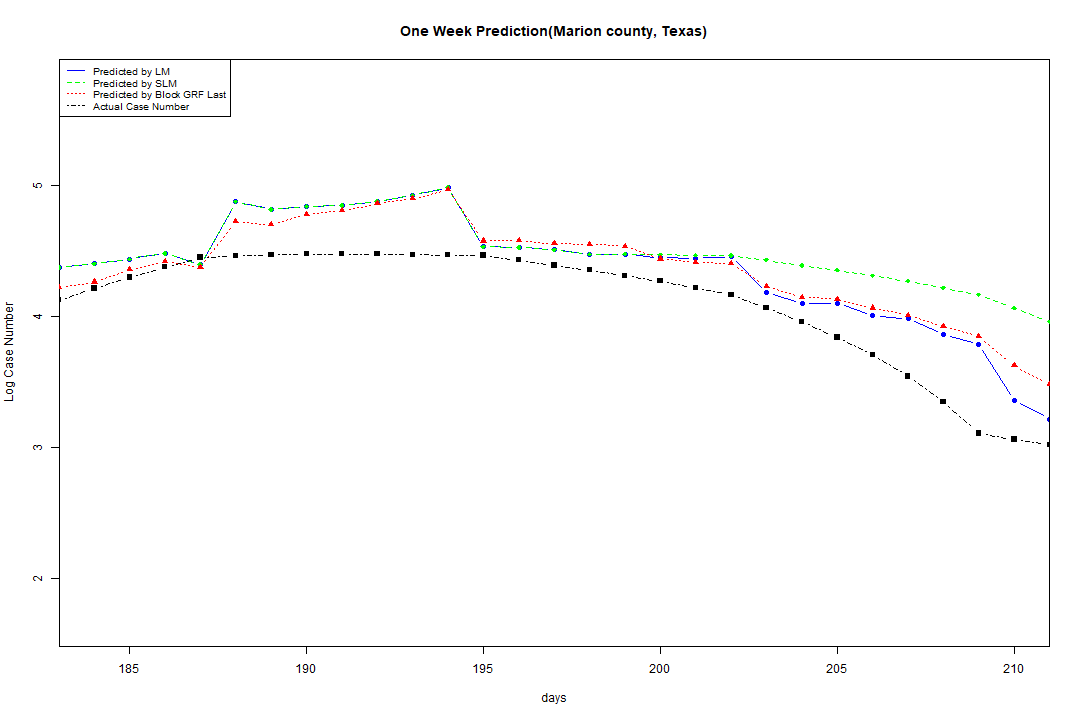 One Week Prediction(Marion county, Texas)
Predicted by LM
Predicted by SLM
Predicted by Block GRF Last
Actual Case Number
Log Case Number
5
4
3
2
185 190 195 200 205 210
days